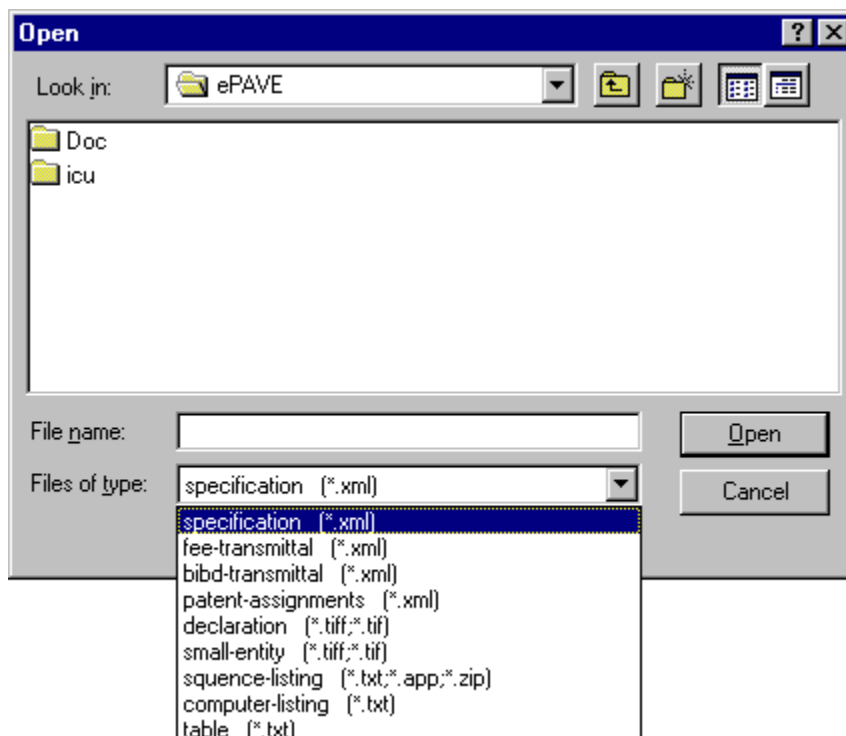 Open
Look in: ePAVE
Doc
icu
File name: Open
Files of type: specification (*.xml) Cancel
specification (*.xml)
fee-transmittal (*.xml)
bibd-transmittal (*.xml)
patent-assignments (*.xml)
declaration (*.tiff;*.tif)
small-entity (*.tiff;*.tif)
squence-listing (*.txt;*.app;*.zip)
computer-listing (*.txt)
table (*.txt)